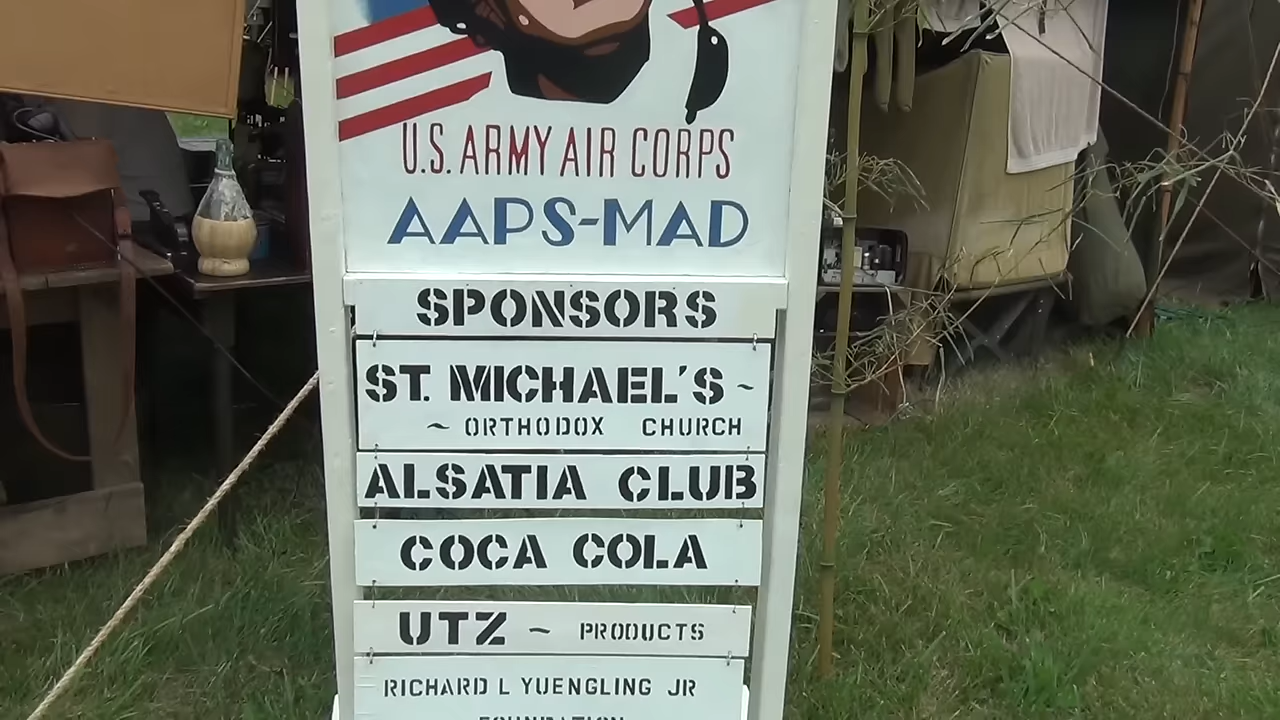 U.S. ARMY AIR CORPS
AAPS-MAD
SPONSORS
ST. MICHAEL'S ~
~ ORTHODOX CHURCH
ALSATIA CLUB
COCA COLA
UTZ ~ PRODUCTS
RICHARD L YUENGLING JR
FOUNDATION